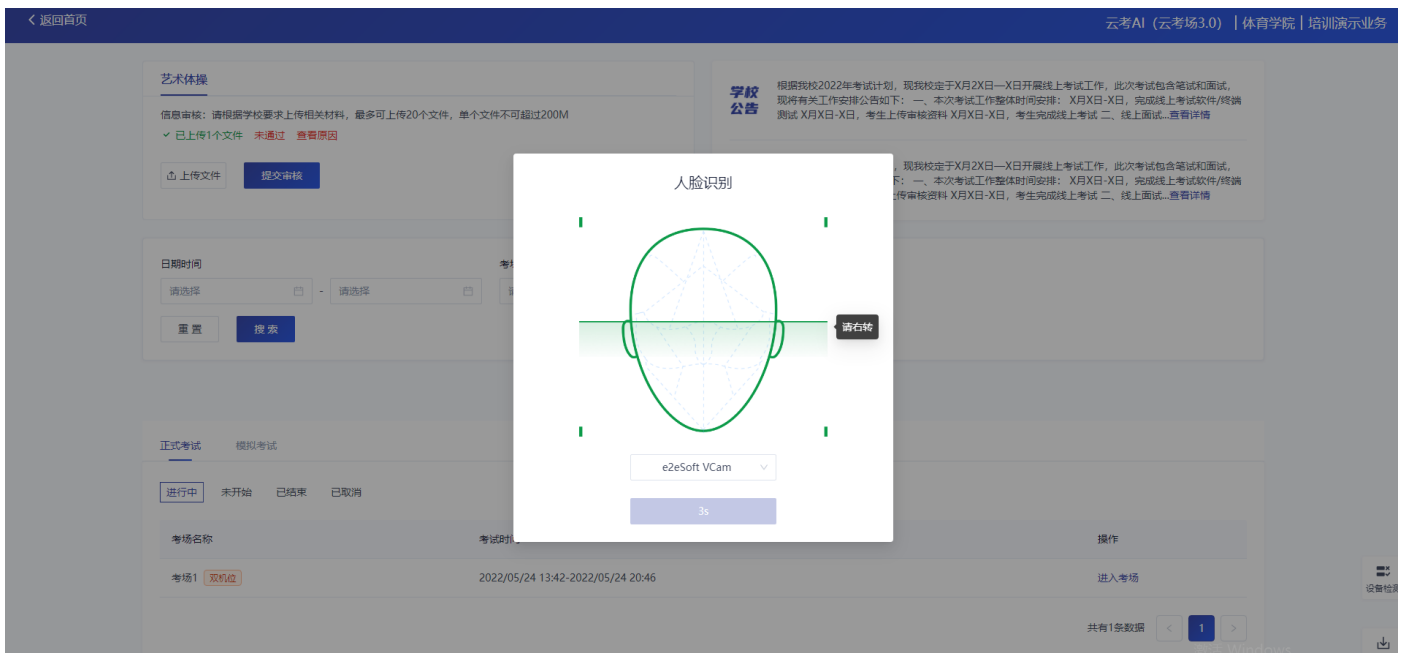 返回首页
云考AI（云考场3.0） | 体育学院 | 培训演示业务
艺术体操
信息审核：请根据学校要求上传相关材料，最多可上传20个文件，单个文件不可超过200M
已上传1个文件 未通过 查看原因
上传文件 提交审核
学校
公告
根据我校2022年考试计划，现我校定于X月2X日—X日开展线上考试工作，此次考试包含笔试和面试，
现将有关工作安排公告如下： 一、本次考试工作整体时间安排： X月X日-X日，完成线上考试软件/终端
测试 X月X日-X日，考生上传审核资料 X月X日-X日，考生完成线上考试 二、线上面试...查看详情
，现我校定于X月2X日—X日开展线上考试工作，此次考试包含笔试和面试，
下： 一、本次考试工作整体时间安排： X月X日-X日，完成线上考试软件/终端
上传审核资料 X月X日-X日，考生完成线上考试 二、线上面试...查看详情
人脸识别
请右转
e2eSoft VCam
3s
日期时间
请选择 - 请选择
重置 搜索
正式考试 模拟考试
进行中 未开始 已结束 已取消
考场名称 考试时 操作
考场1 双机位 2022/05/24 13:42-2022/05/24 20:46 进入考场
设备检测
共有1条数据 < 1 >